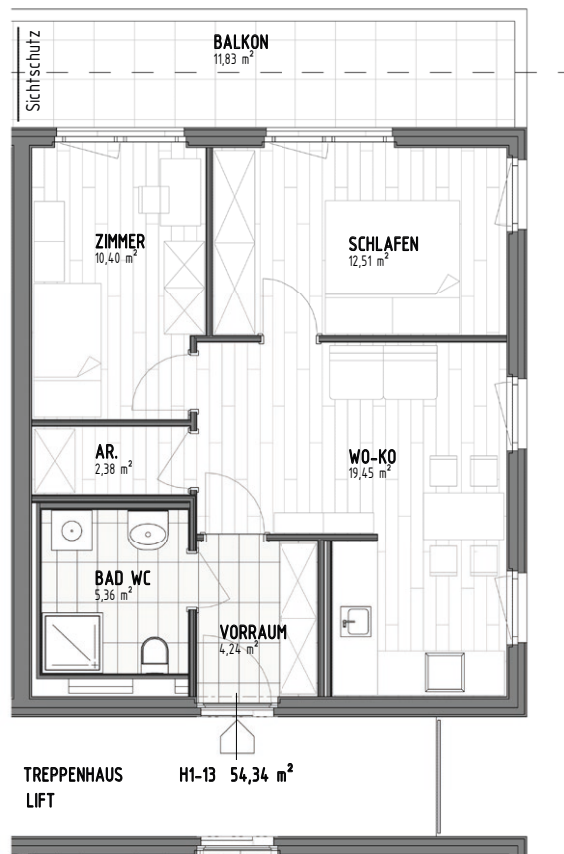 Sichtschutz
BALKON
11,83 m²
ZIMMER
10,40 m²
SCHLAFEN
12,51 m²
AR.
2,38 m²
WO-KO
19,45 m²
BAD WC
5,36 m²
VORRAUM
4,24 m²
TREPPENHAUS
LIFT
H1-13 54,34 m²